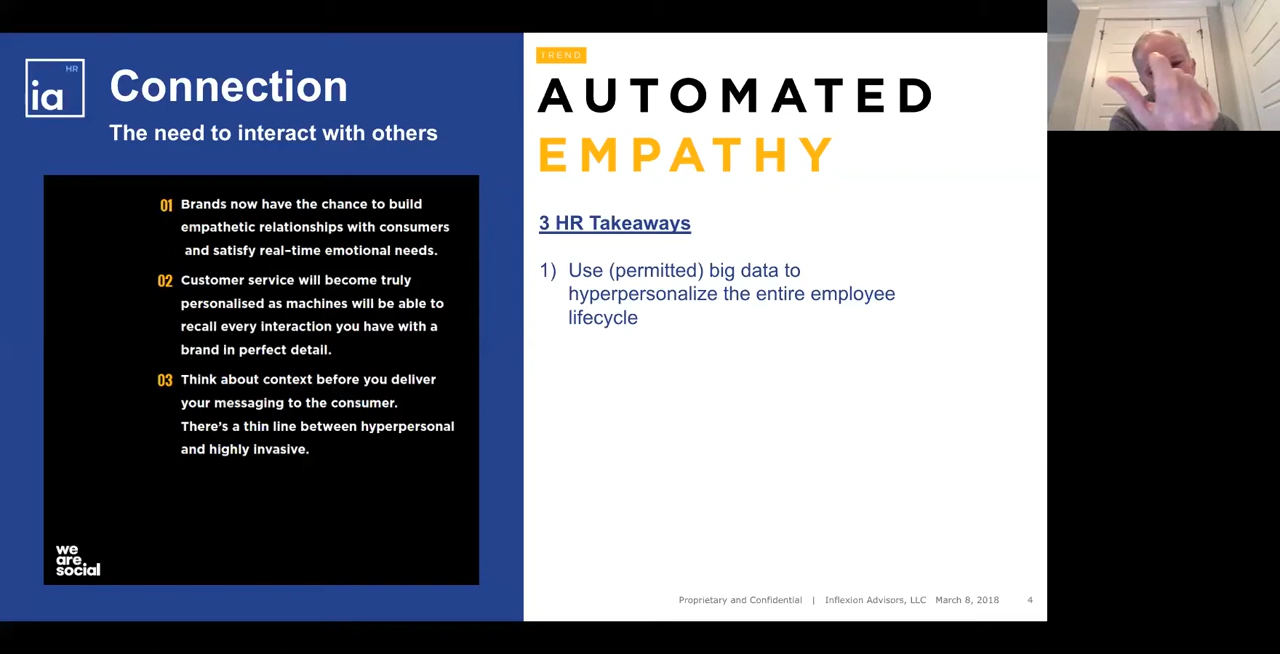 HR
ia
Connection
The need to interact with others
01 Brands now have the chance to build
empathetic relationships with consumers
and satisfy real-time emotional needs.
02 Customer service will become truly
personalised as machines will be able to
recall every interaction you have with a
brand in perfect detail.
03 Think about context before you deliver
your messaging to the consumer.
There's a thin line between hyperpersonal
and highly invasive.
we
are
social
TREND
AUTOMATED
EMPATHY
3 HR Takeaways
1) Use (permitted) big data to
hyperpersonalize the entire employee
lifecycle
Proprietary and Confidential | Inflexion Advisors, LLC March 8, 2018 4